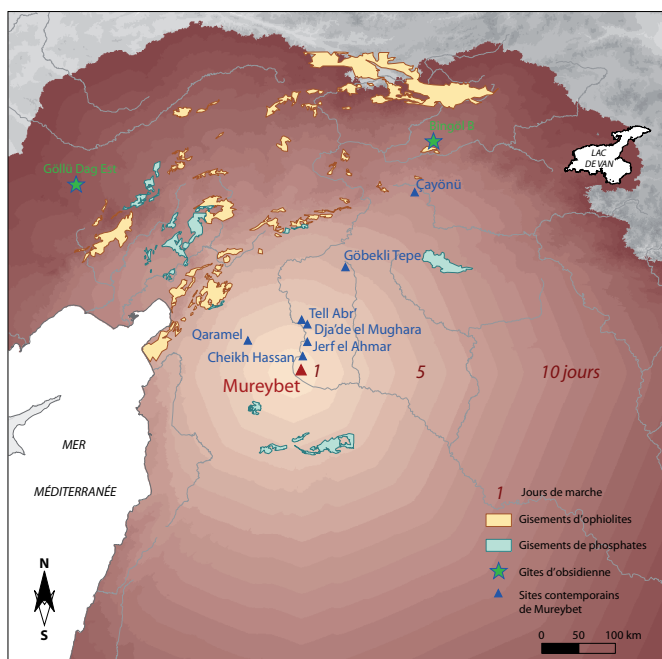 Göllü Dag Est
Bingöl B
LAC
DE VAN
Çayönü
Göbekli Tepe
Tell Abr'
Dja'de el Mughara
Qaramel
Jerf el Ahmar
Cheikh Hassan
Mureybet
1
5
10 jours
MER
MÉDITERRANÉE
N
S
1
Jours de marche
Gisements d'ophiolites
Gisements de phosphates
Gîtes d'obsidienne
Sites contemporains
de Mureybet
0 50 100 km